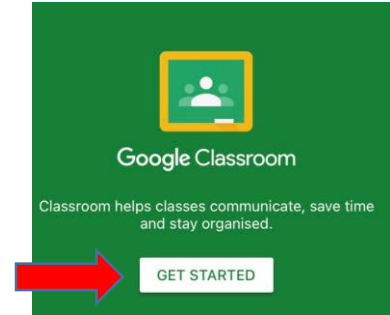 Google Classroom
Classroom helps classes communicate, save time
and stay organised.
GET STARTED